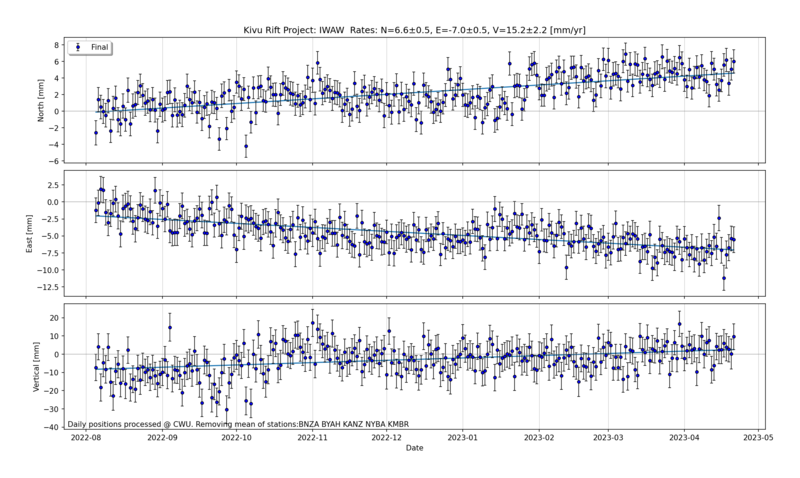 Kivu Rift Project: IWAW  Rates: N=6.6±0.5, E=-7.0±0.5, V=15.2±2.2 [mm/yr]
Final
North [mm]
8
6
4
2
0
−2
−4
−6
East [mm]
2.5
0.0
−2.5
−5.0
−7.5
−10.0
−12.5
Vertical [mm]
20
10
0
−10
−20
−30
−40
Daily positions processed @ CWU. Removing mean of stations:BNZA BYAH KANZ NYBA KMBR
2022-08 2022-09 2022-10 2022-11 2022-12 2023-01 2023-02 2023-03 2023-04 2023-05
Date